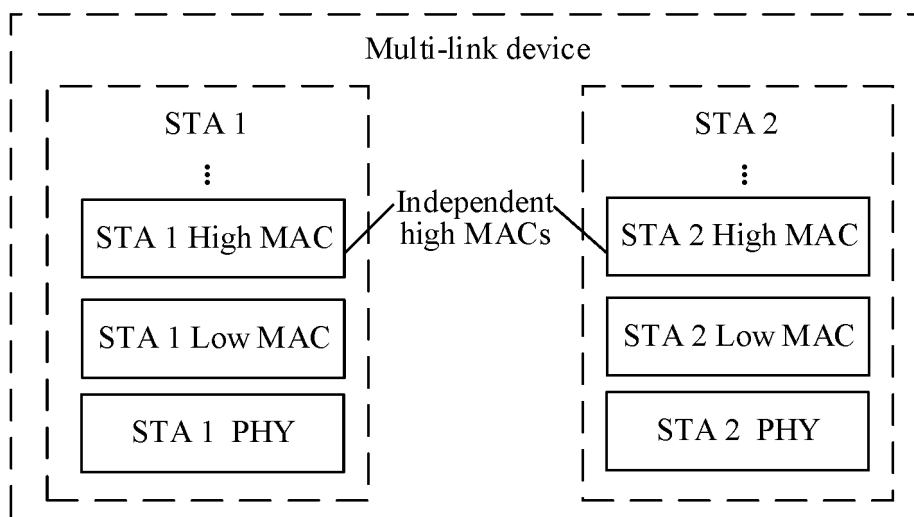 Multi-link device
STA 1
STA 2
Independent
high MACs
STA 1 High MAC
STA 2 High MAC
STA 1 Low MAC
STA 2 Low MAC
STA 1 PHY
STA 2 PHY